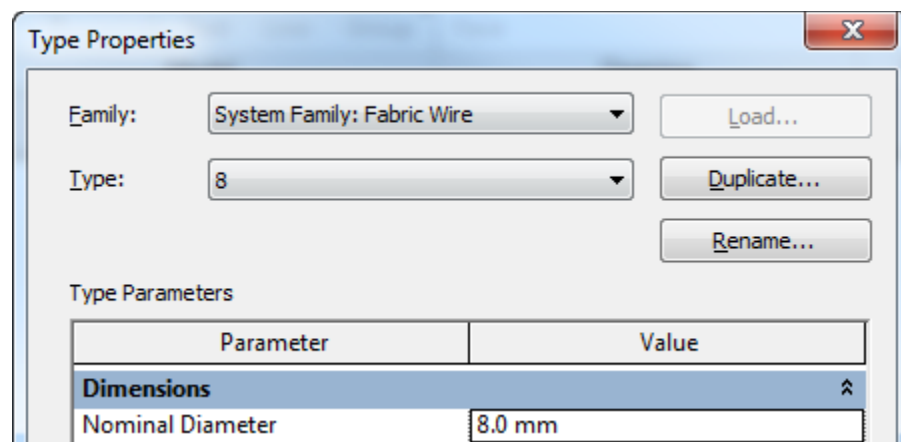 Type Properties
Family: System Family: Fabric Wire Load...
Type: 8 Duplicate...
Rename...
Type Parameters
Parameter Value
Dimensions
Nominal Diameter 8.0 mm